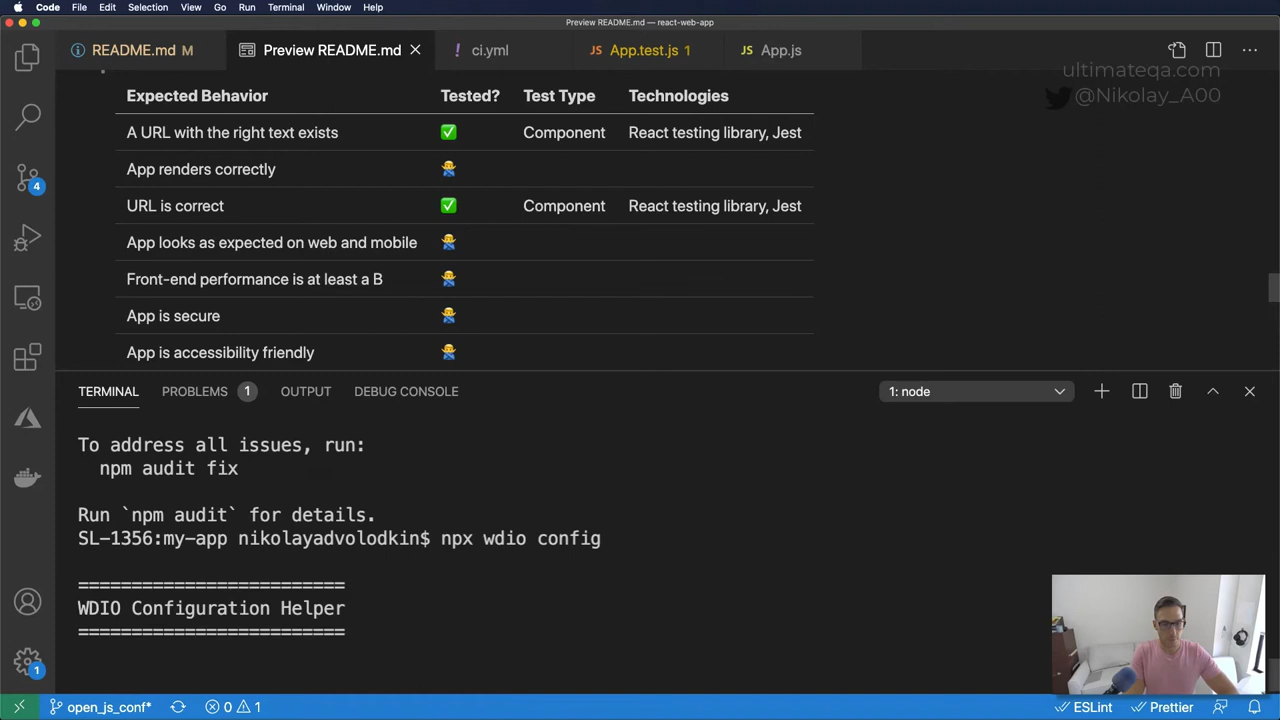 Code File Edit Selection View Go Run Terminal Window Help
Preview README.md — react-web-app
README.md M Preview README.md ci.yml App.test.js 1 App.js
ultimateqa.com
@Nikolay_A00
Expected Behavior Tested? Test Type Technologies
A URL with the right text exists ✅ Component React testing library, Jest
App renders correctly
URL is correct ✅ Component React testing library, Jest
App looks as expected on web and mobile
Front-end performance is at least a B
App is secure
App is accessibility friendly
TERMINAL PROBLEMS 1 OUTPUT DEBUG CONSOLE 1: node
To address all issues, run:
npm audit fix
Run `npm audit` for details.
SL-1356:my-app nikolayadvolodkin$ npx wdio config
=========================
WDIO Configuration Helper
=========================
4
1
open_js_conf* 0 1 ESLint Prettier